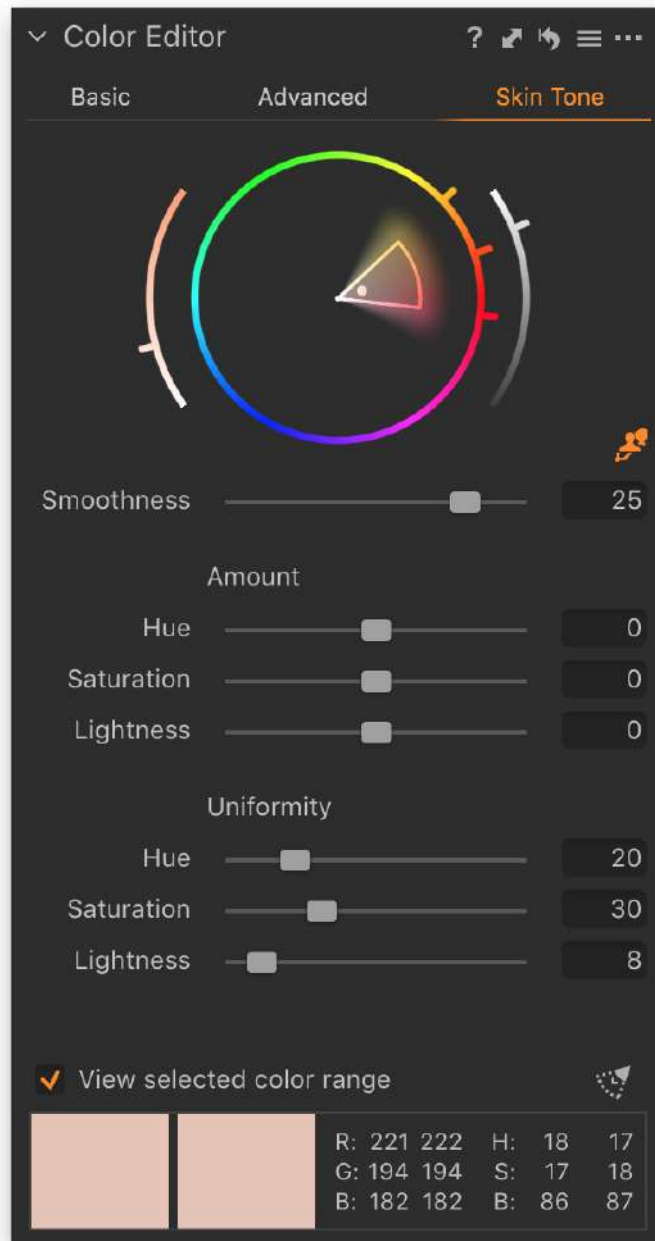 Color Editor ?
Basic Advanced Skin Tone
Smoothness 25
Amount
Hue 0
Saturation 0
Lightness 0
Uniformity
Hue 20
Saturation 30
Lightness 8
View selected color range
R: 221 222 H: 18 17
G: 194 194 S: 17 18
B: 182 182 B: 86 87